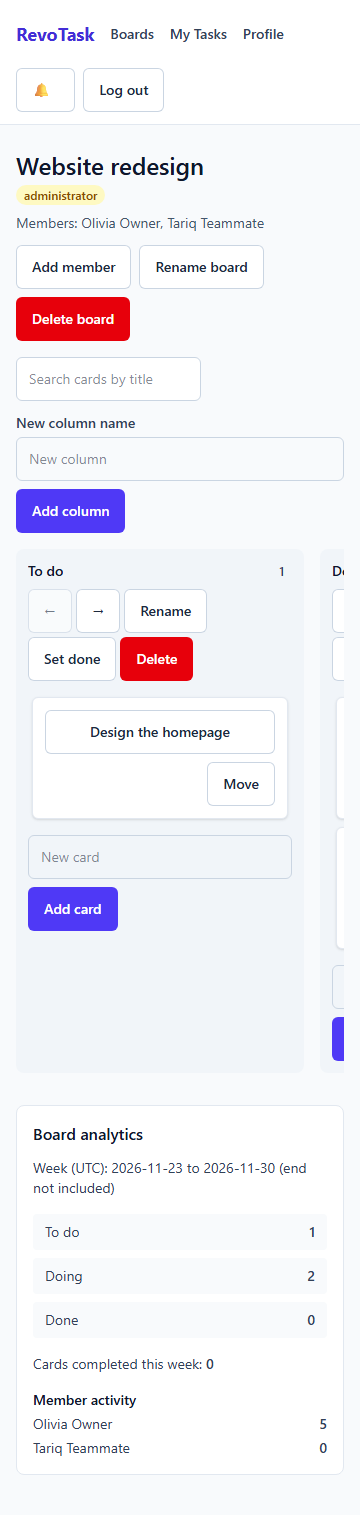 RevoTask Boards My Tasks Profile
🔔 Log out
Website redesign
administrator
Members: Olivia Owner, Tariq Teammate
Add member Rename board
Delete board
Search cards by title
New column name
New column
Add column
To do 1
← → Rename
Set done Delete
Design the homepage
Move
New card
Add card
Board analytics
Week (UTC): 2026-11-23 to 2026-11-30 (end
not included)
To do 1
Doing 2
Done 0
Cards completed this week: 0
Member activity
Olivia Owner 5
Tariq Teammate 0